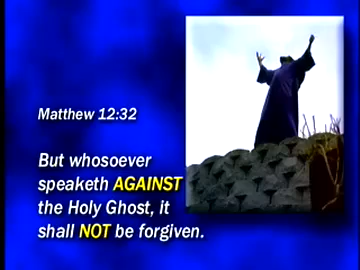 Matthew 12:32
But whosoever
speaketh AGAINST
the Holy Ghost, it
shall NOT be forgiven.